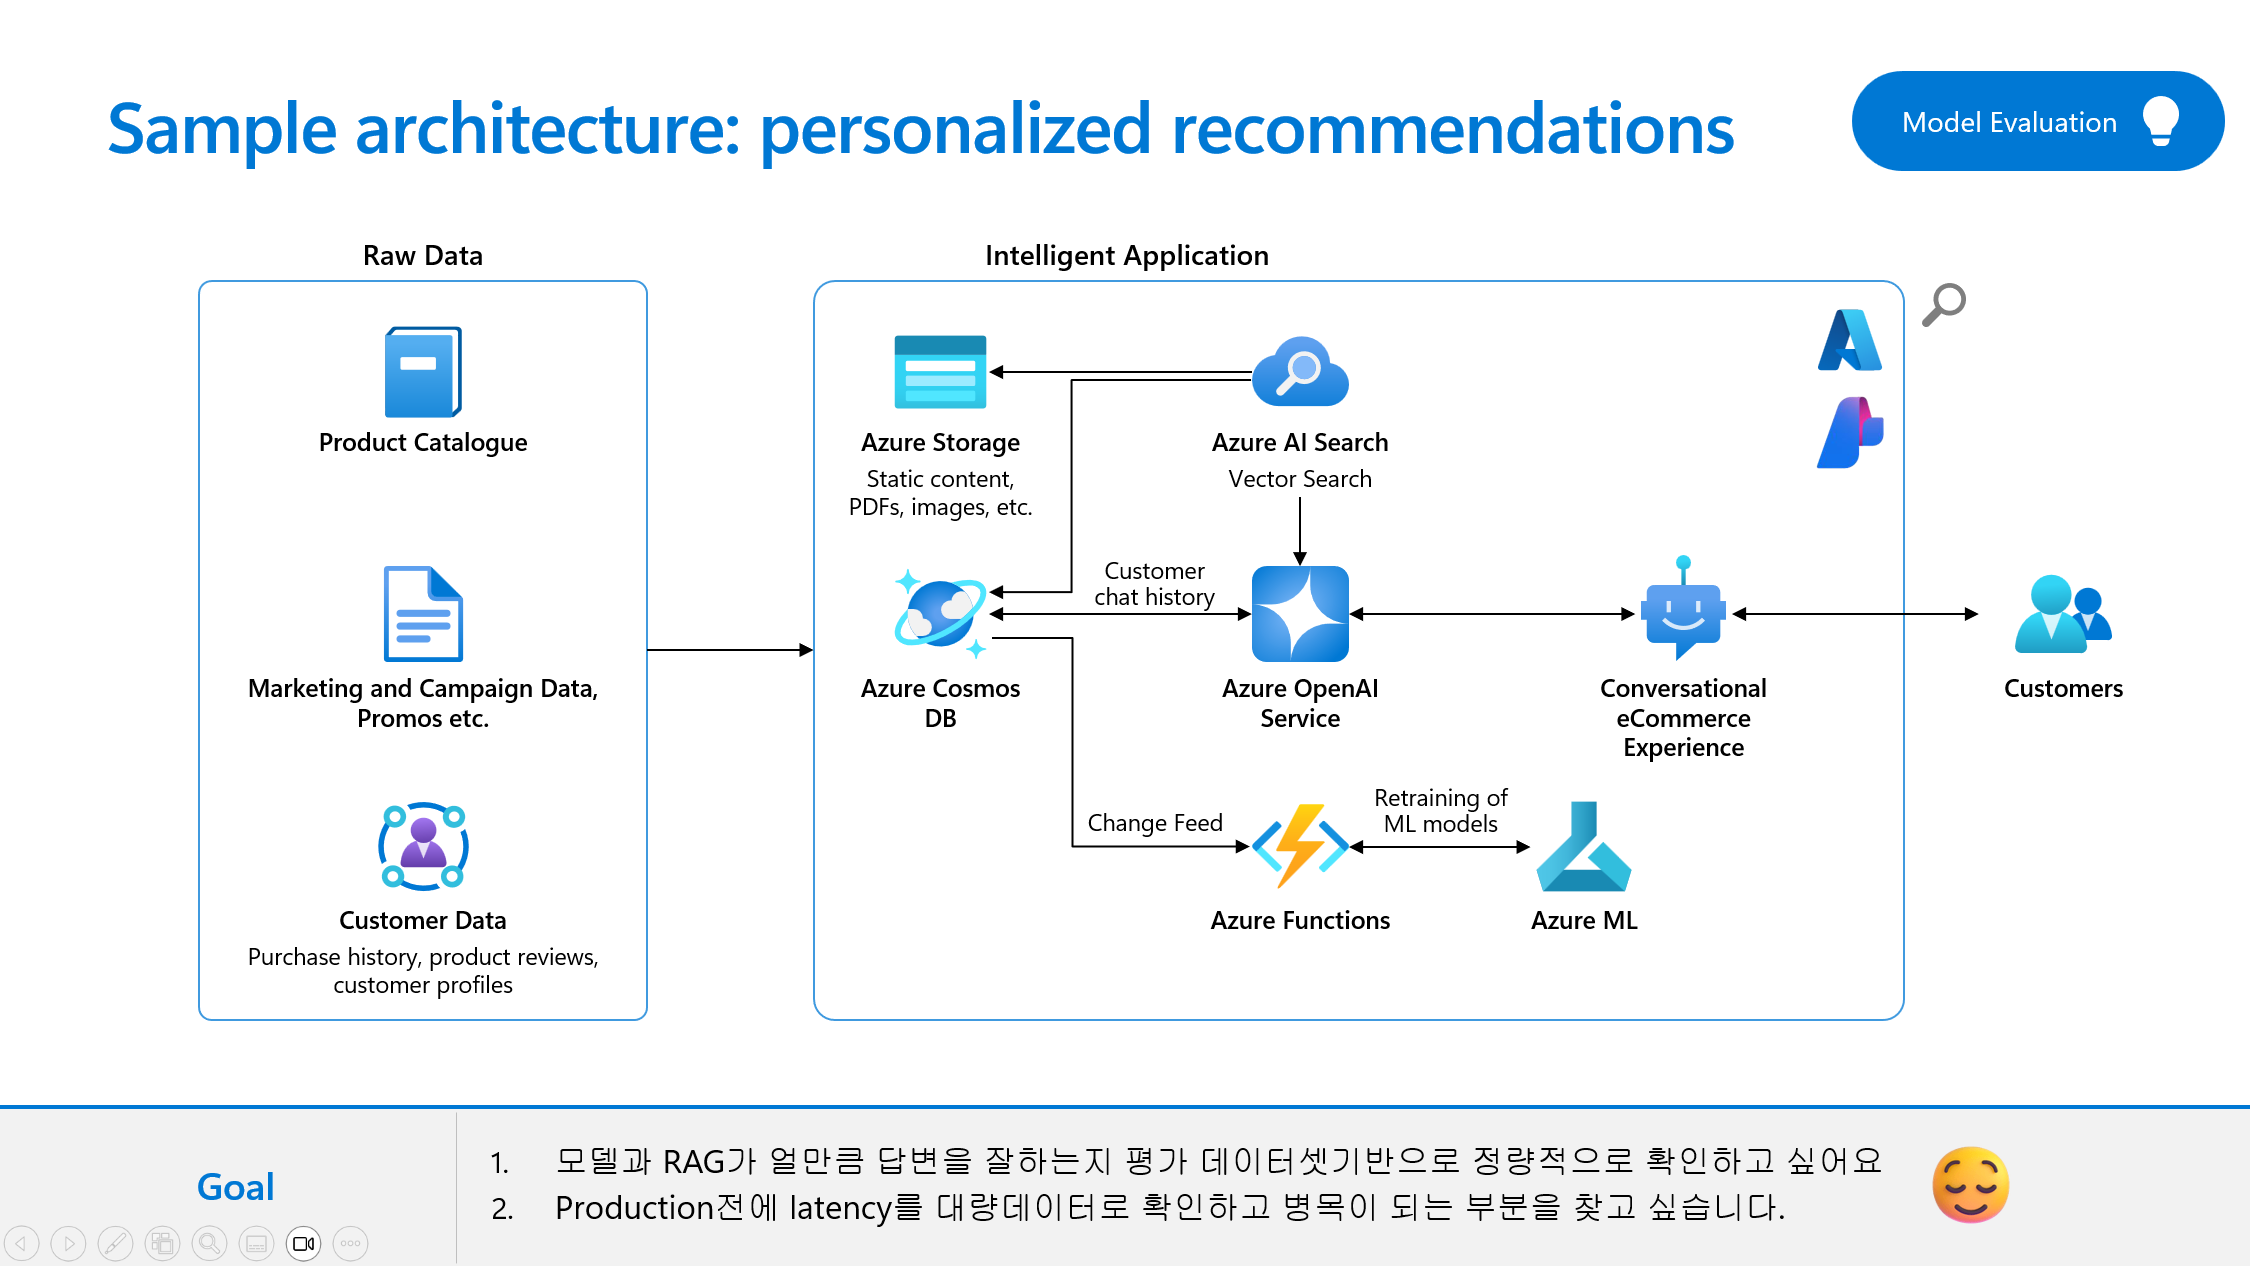 Sample architecture: personalized recommendations
Model Evaluation
Raw Data
Product Catalogue
Marketing and Campaign Data,
Promos etc.
Customer Data
Purchase history, product reviews,
customer profiles
Intelligent Application
Azure Storage
Static content,
PDFs, images, etc.
Azure AI Search
Vector Search
Customer
chat history
Azure Cosmos
DB
Azure OpenAI
Service
Conversational
eCommerce
Experience
Customers
Change Feed
Retraining of
ML models
Azure Functions
Azure ML
Goal
1. 모델과 RAG가 얼만큼 답변을 잘하는지 평가 데이터셋기반으로 정량적으로 확인하고 싶어요
2. Production전에 latency를 대량데이터로 확인하고 병목이 되는 부분을 찾고 싶습니다.